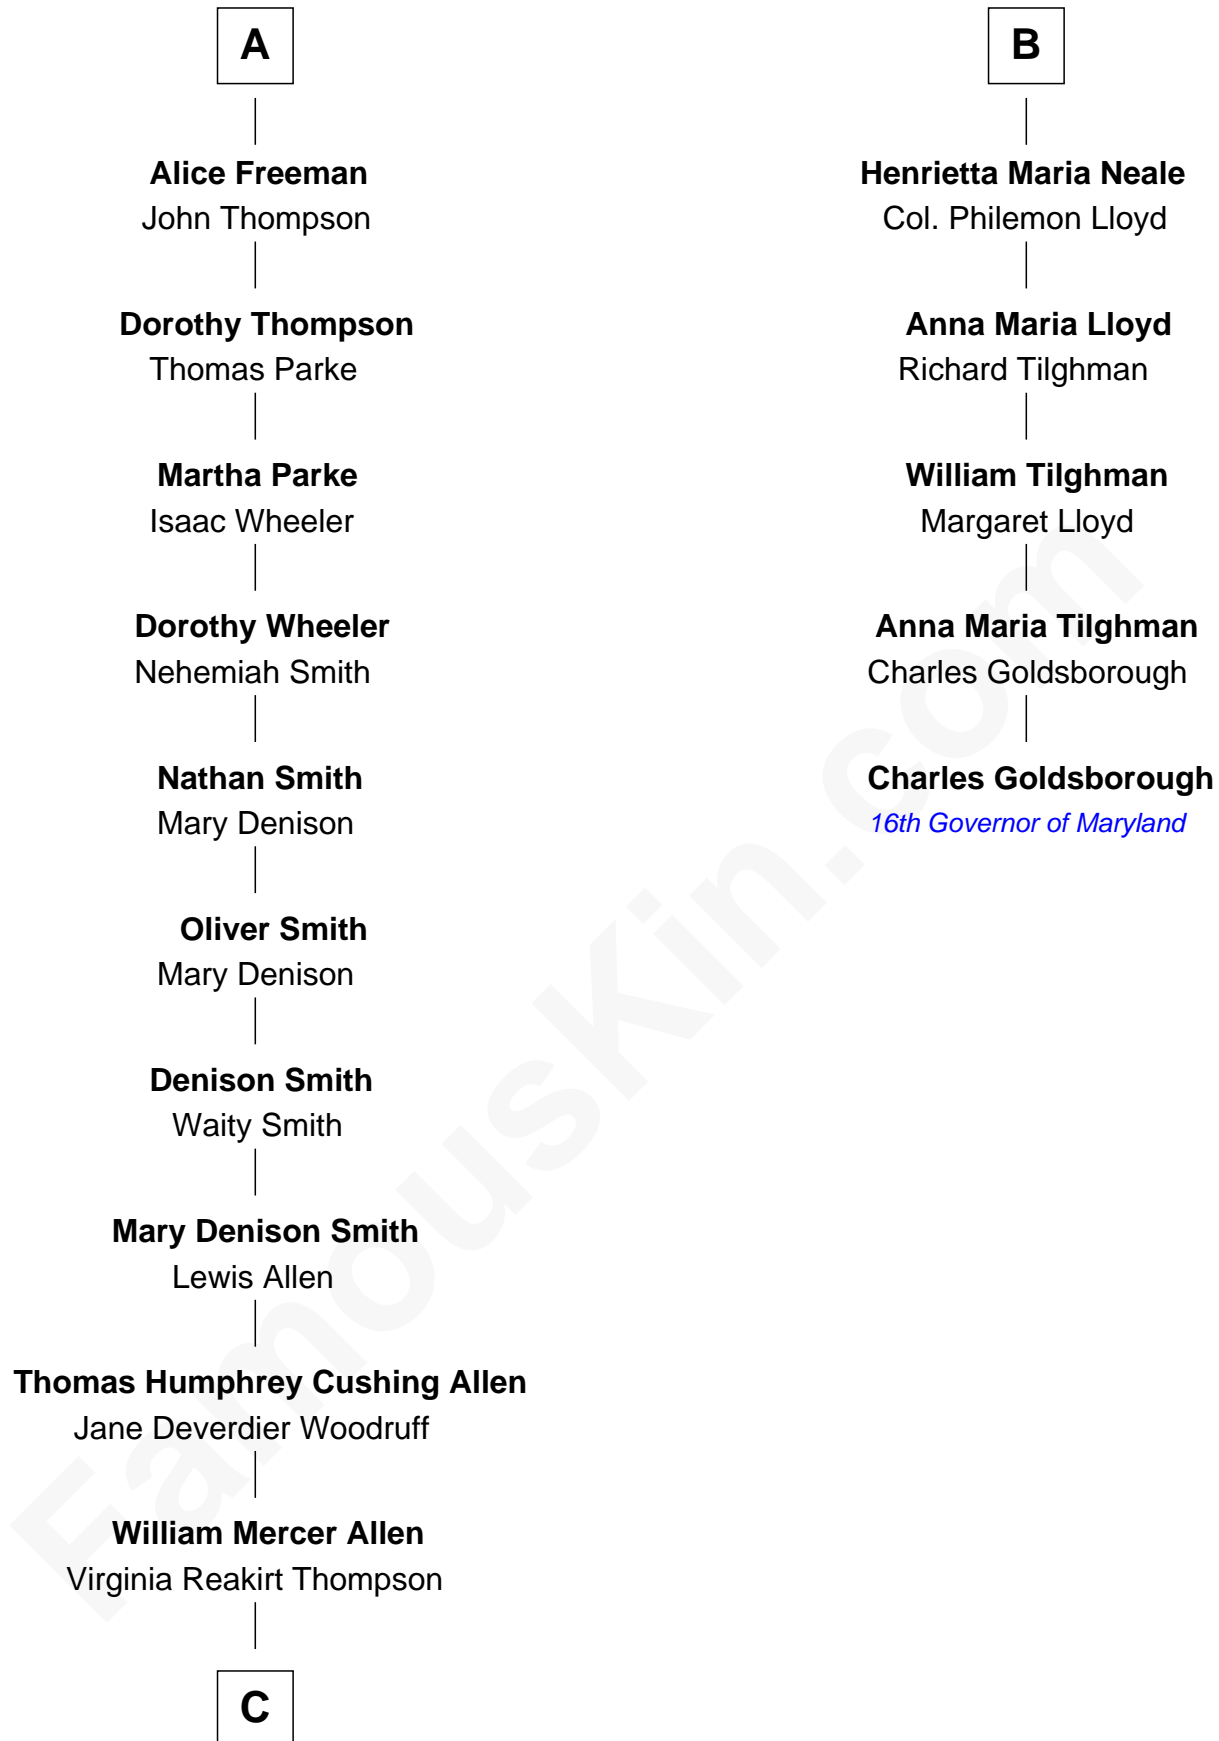 A
Alice Freeman
John Thompson
Dorothy Thompson
Thomas Parke
Martha Parke
Isaac Wheeler
Dorothy Wheeler
Nehemiah Smith
Nathan Smith
Mary Denison
Oliver Smith
Mary Denison
Denison Smith
Waity Smith
Mary Denison Smith
Lewis Allen
Thomas Humphrey Cushing Allen
Jane Deverdier Woodruff
William Mercer Allen
Virginia Reakirt Thompson
C
B
Henrietta Maria Neale
Col. Philemon Lloyd
Anna Maria Lloyd
Richard Tilghman
William Tilghman
Margaret Lloyd
Anna Maria Tilghman
Charles Goldsborough
Charles Goldsborough
16th Governor of Maryland
FamousKin.com